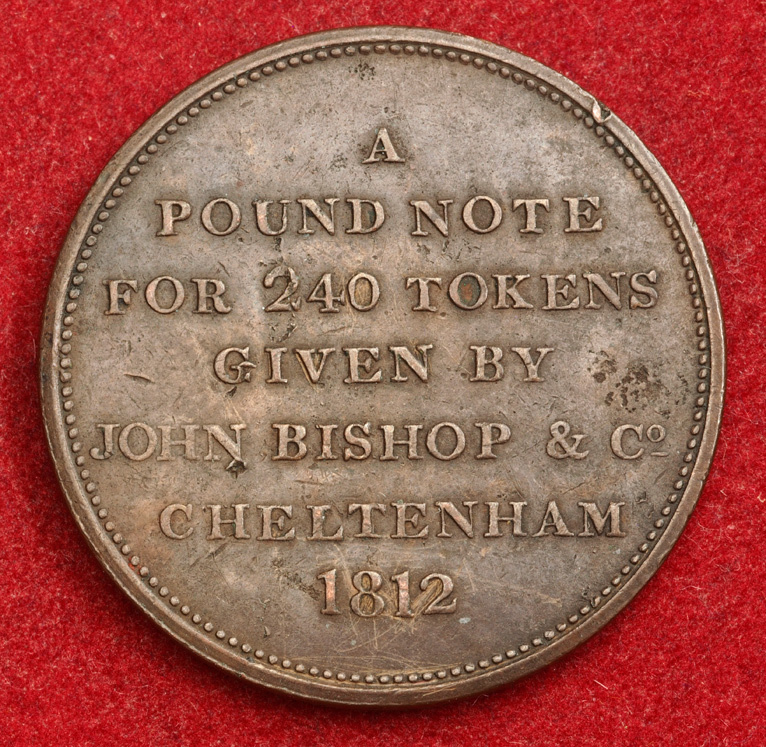 A
POUND NOTE
FOR 240 TOKENS
GIVEN BY
JOHN BISHOP & Cº
CHELTENHAM
1812